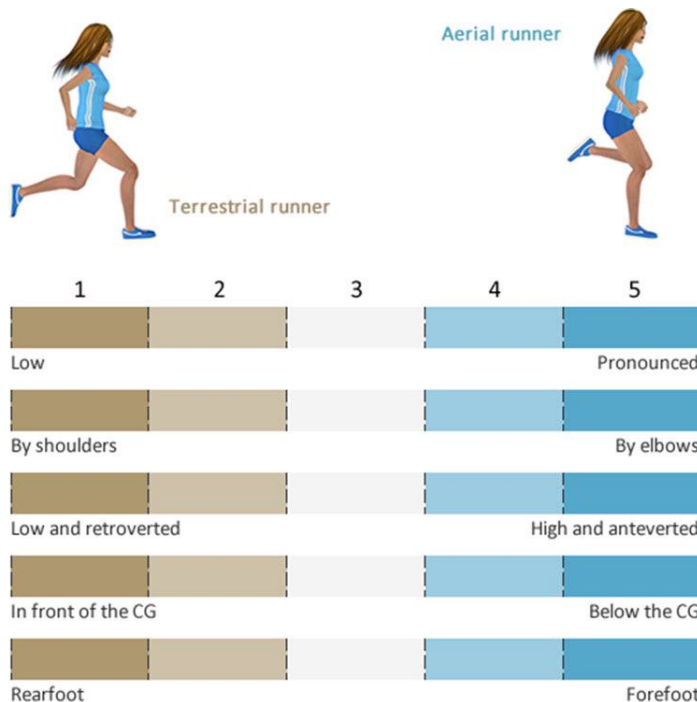 Aerial runner
Terrestrial runner
1 2 3 4 5
Low Pronounced
By shoulders By elbows
Low and retroverted High and anteverted
In front of the CG Below the CG
Rearfoot Forefoot